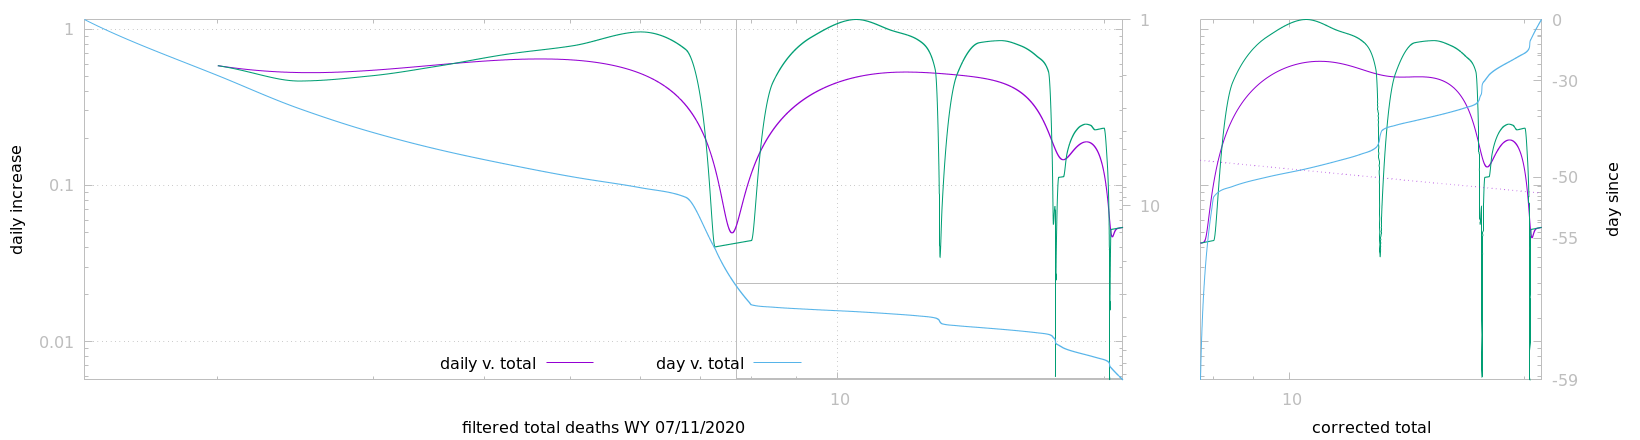 1
0.1
0.01
daily increase
daily v. total
day v. total
10
filtered total deaths WY 07/11/2020
1
10
0
-30
-50
-55
-59
day since
10
corrected total